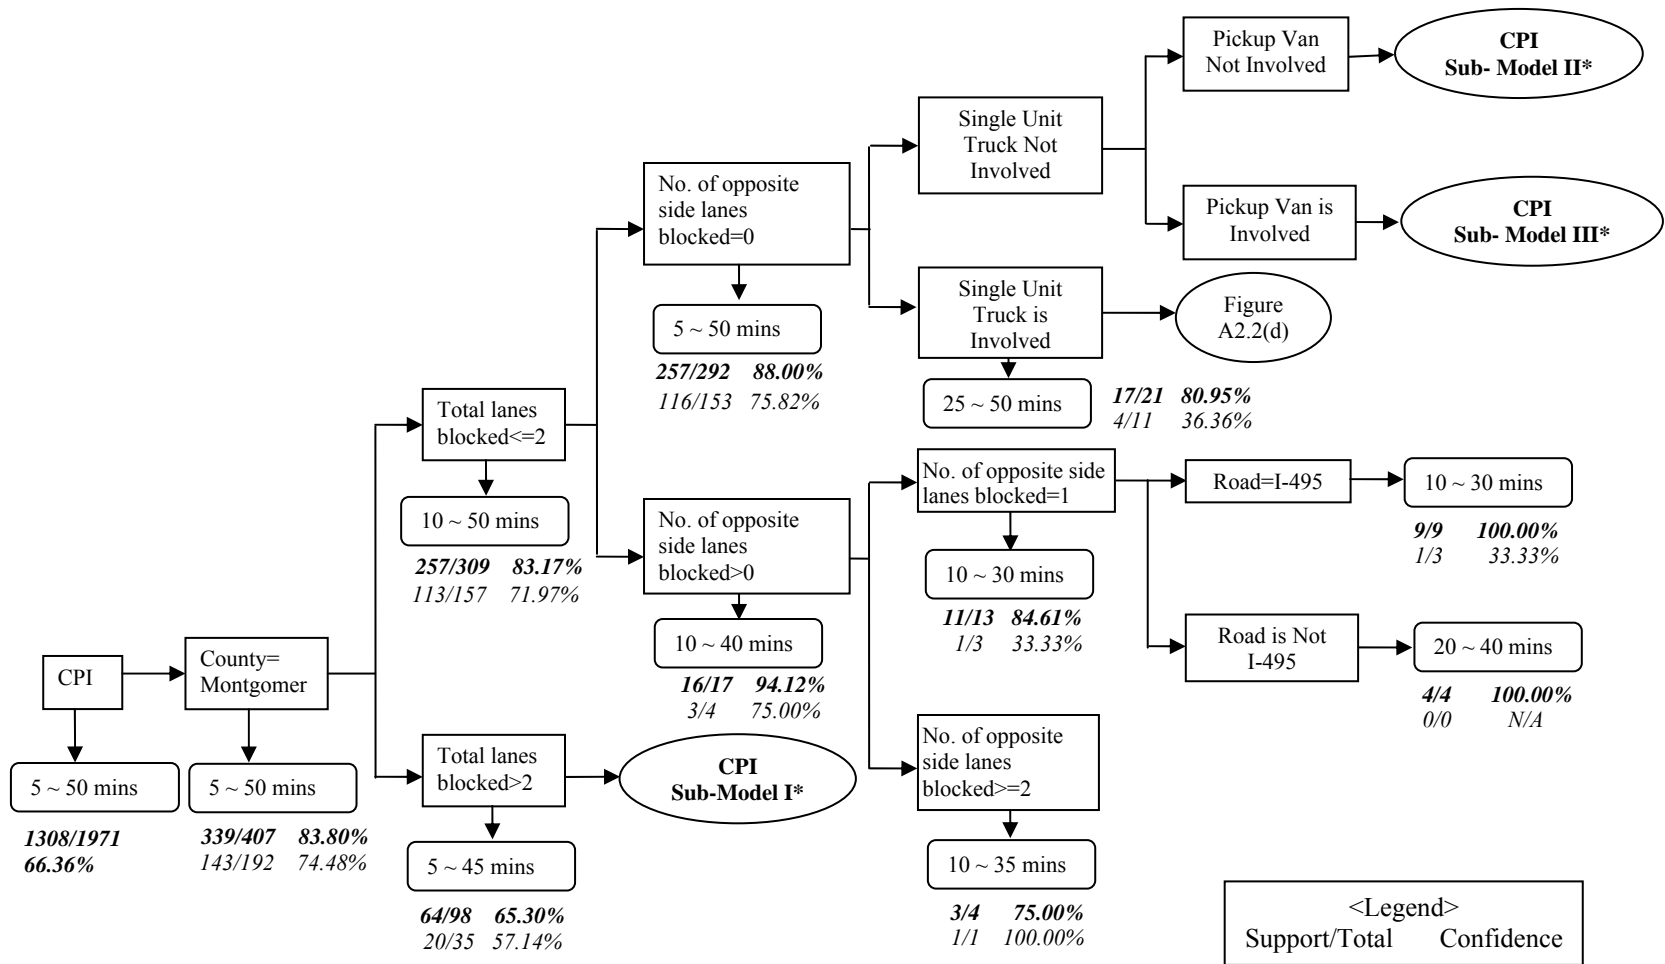 Pickup Van
Not Involved
CPI
Sub- Model II*
Single Unit
Truck Not
Involved
Pickup Van is
Involved
CPI
Sub- Model III*
No. of opposite
side lanes
blocked=0
5 ~ 50 mins
257/292 88.00%
116/153 75.82%
Single Unit
Truck is
Involved
Figure
A2.2(d)
25 ~ 50 mins
17/21 80.95%
4/11 36.36%
Total lanes
blocked<=2
10 ~ 50 mins
257/309 83.17%
113/157 71.97%
No. of opposite
side lanes
blocked>0
10 ~ 40 mins
16/17 94.12%
3/4 75.00%
No. of opposite side
lanes blocked=1
10 ~ 30 mins
11/13 84.61%
1/3 33.33%
Road=I-495
10 ~ 30 mins
9/9 100.00%
1/3 33.33%
Road is Not
I-495
20 ~ 40 mins
4/4 100.00%
0/0 N/A
CPI
5 ~ 50 mins
1308/1971
66.36%
County=
Montgomer
5 ~ 50 mins
339/407 83.80%
143/192 74.48%
Total lanes
blocked>2
CPI
Sub-Model I*
5 ~ 45 mins
64/98 65.30%
20/35 57.14%
No. of opposite
side lanes
blocked>=2
10 ~ 35 mins
3/4 75.00%
1/1 100.00%
<Legend>
Support/Total Confidence